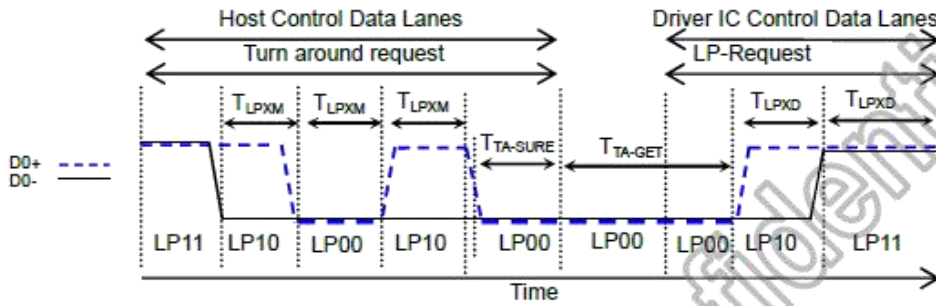 Host Control Data Lanes
Driver IC Control Data Lanes
Turn around request
LP-Request
TLPXM
TLPXM
TLPXM
TLPXD
TLPXD
TTA-SURE
TTA-GET
D0+
D0-
LP11
LP10
LP00
LP10
LP00
LP00
LP00
LP10
LP11
Time
fidenti